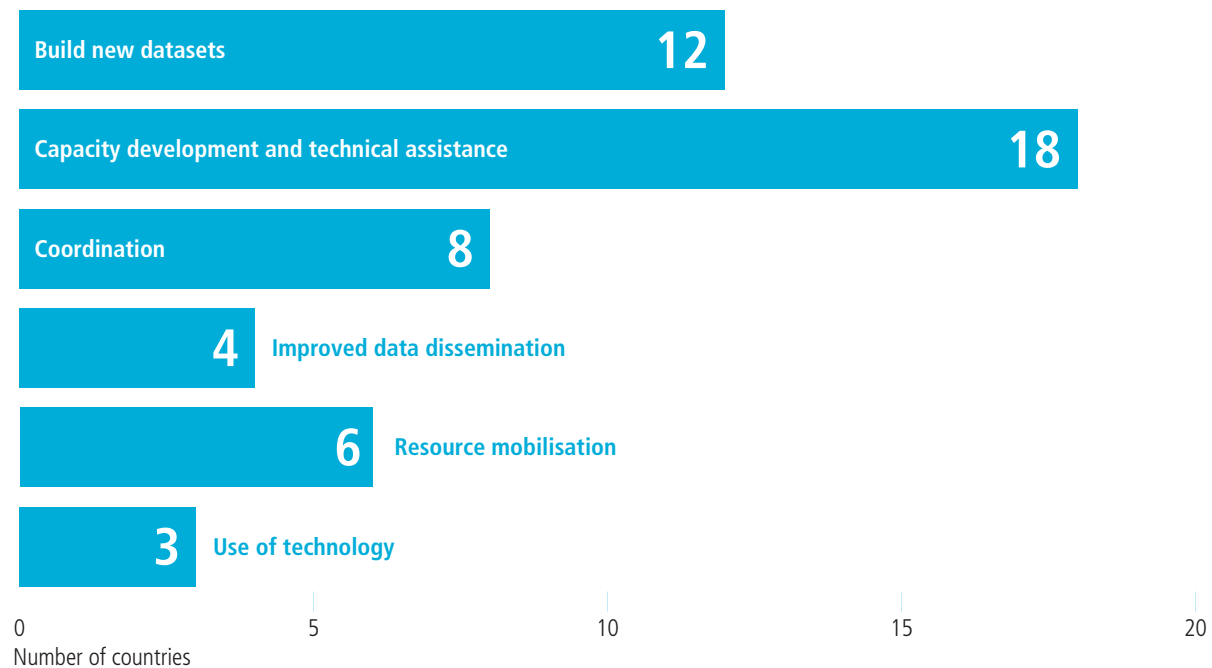 Build new datasets 12
Capacity development and technical assistance 18
Coordination 8
4 Improved data dissemination
6 Resource mobilisation
3 Use of technology
0 5 10 15 20
Number of countries